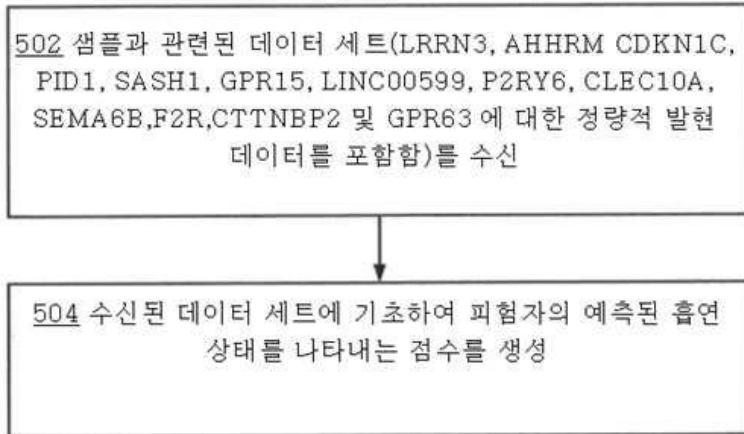 502 샘플과 관련된 데이터 세트(LRRN3, AHHRM CDKN1C,
PID1, SASH1, GPR15, LINC00599, P2RY6, CLEC10A,
SEMA6B,F2R,CTTNBP2 및 GPR63 에 대한 정량적 발현
데이터를 포함함)를 수신
504 수신된 데이터 세트에 기초하여 피험자의 예측된 흡연
상태를 나타내는 점수를 생성